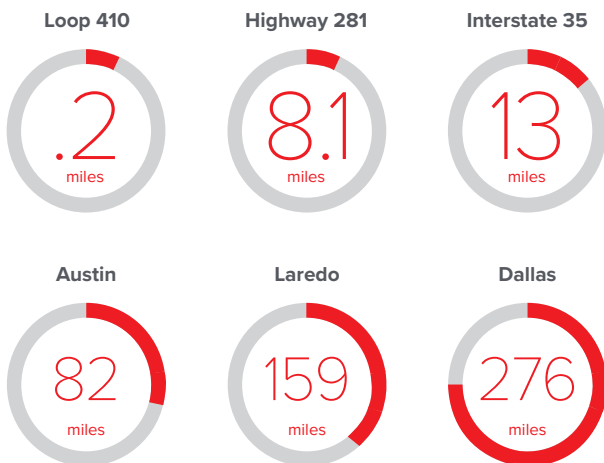 Loop 410
Highway 281
Interstate 35
.2
8.1
13
miles
miles
miles
Austin
Laredo
Dallas
82
159
276
miles
miles
miles